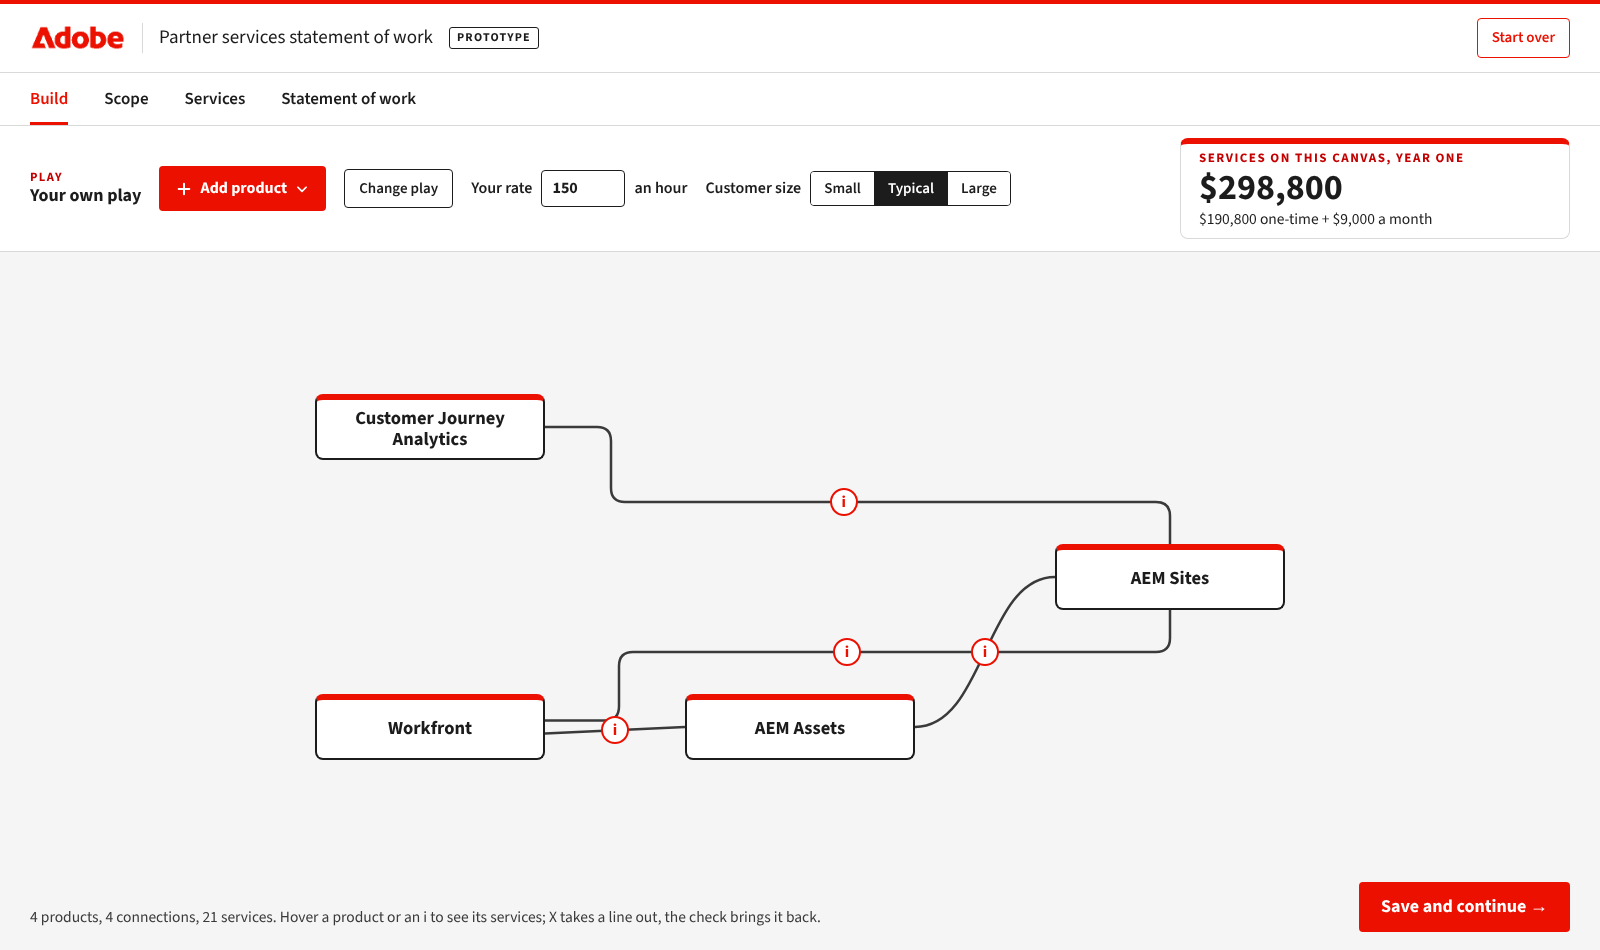 Adobe
Partner services statement of work
PROTOTYPE
Start over
Build
Scope
Services
Statement of work
PLAY
Your own play
+ Add product
Change play
Your rate
150
an hour
Customer size
Small
Typical
Large
SERVICES ON THIS CANVAS, YEAR ONE
$298,800
$190,800 one-time + $9,000 a month
Customer Journey
Analytics
i
AEM Sites
i
i
Workfront
i
AEM Assets
4 products, 4 connections, 21 services. Hover a product or an i to see its services; X takes a line out, the check brings it back.
Save and continue →